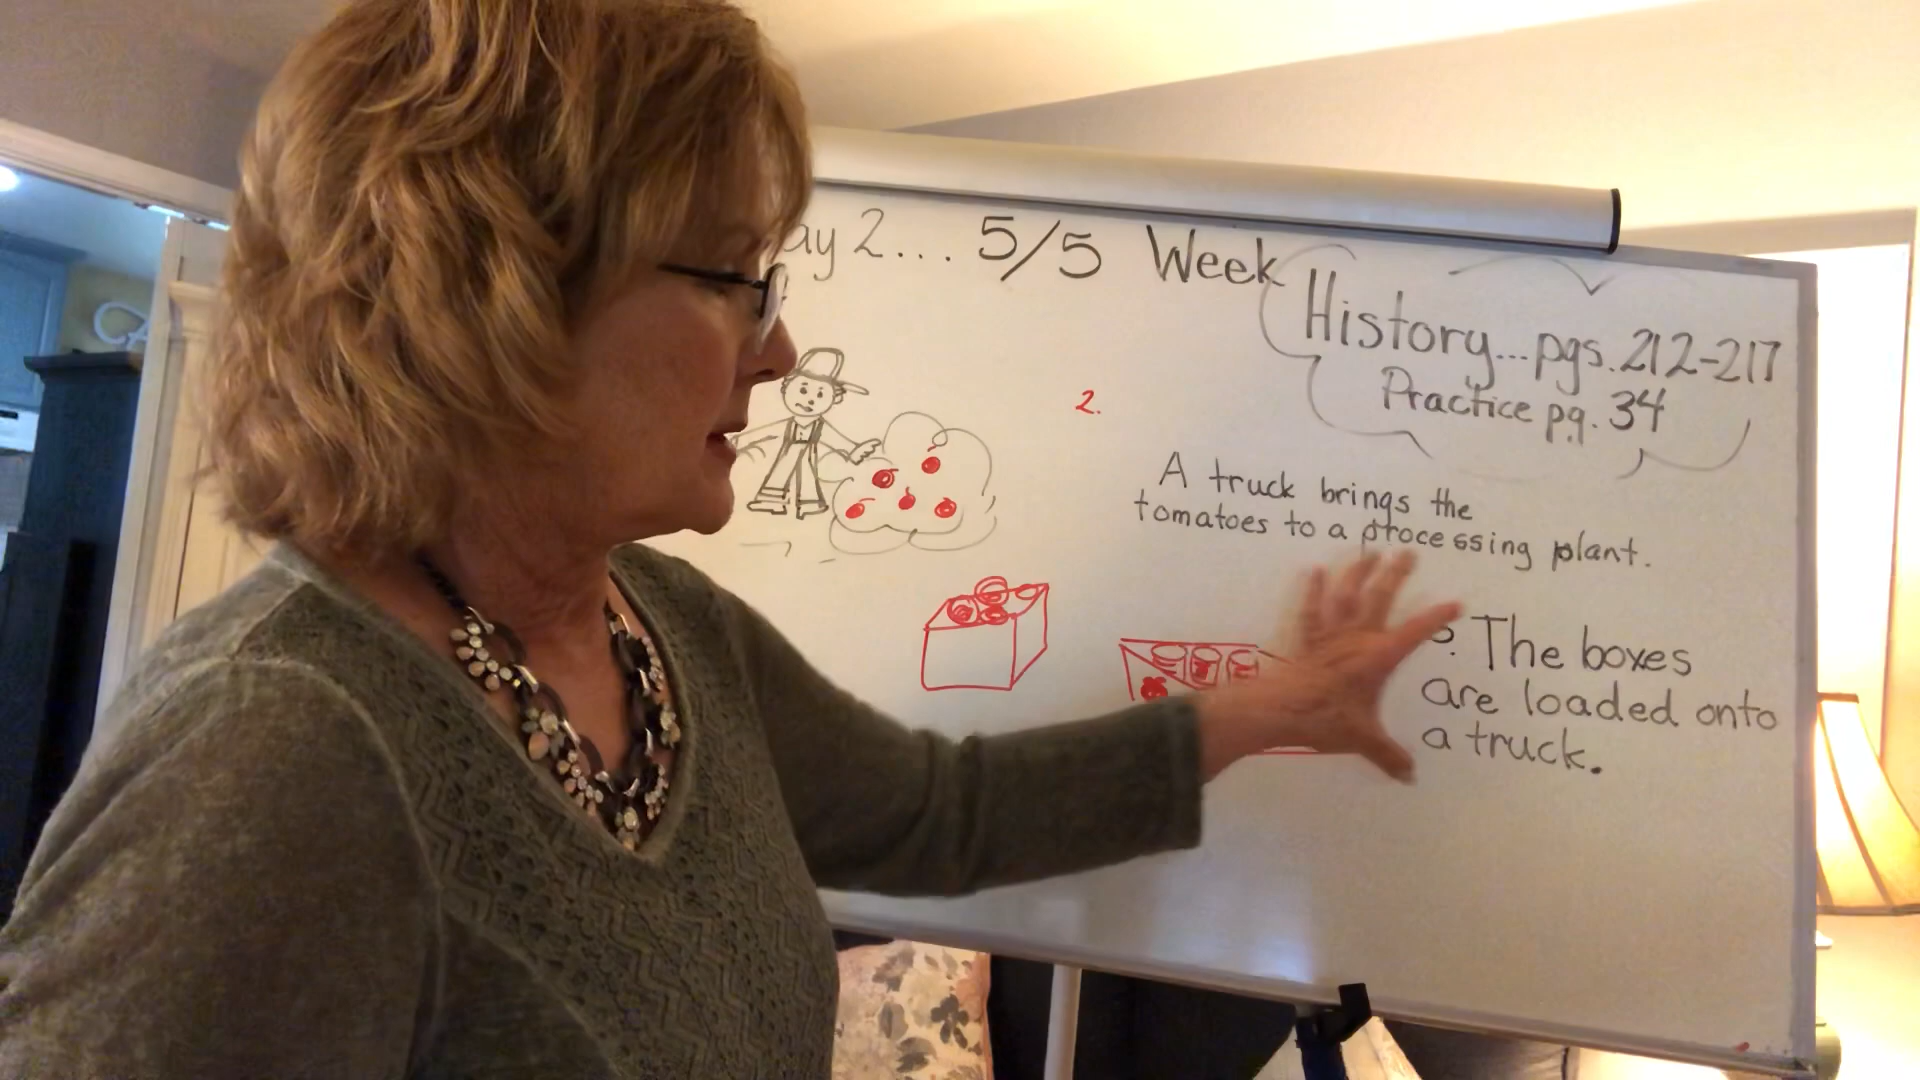 ay 2... 5/5 Week
History...pgs. 212-217
Practice pg. 34
2.
A truck brings the
tomatoes to a processing plant.
The boxes
are loaded onto
a truck.